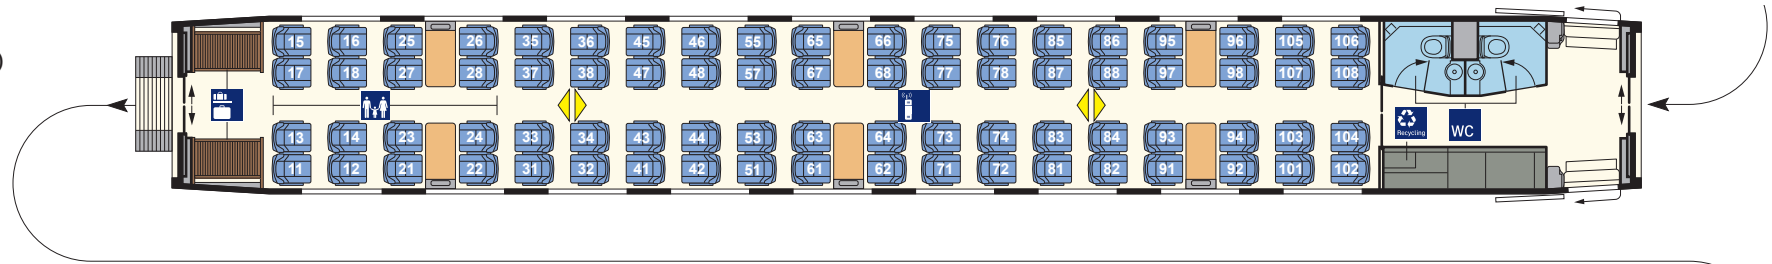 15 16 25 26 35 36 45 46 55 65 66 75 76 85 86 95 96 105 106
17 18 27 28 37 38 47 48 57 67 68 77 78 87 88 97 98 107 108
Recycling WC
13 14 23 24 33 34 43 44 53 63 64 73 74 83 84 93 94 103 104
11 12 21 22 31 32 41 42 51 61 62 71 72 81 82 91 92 101 102